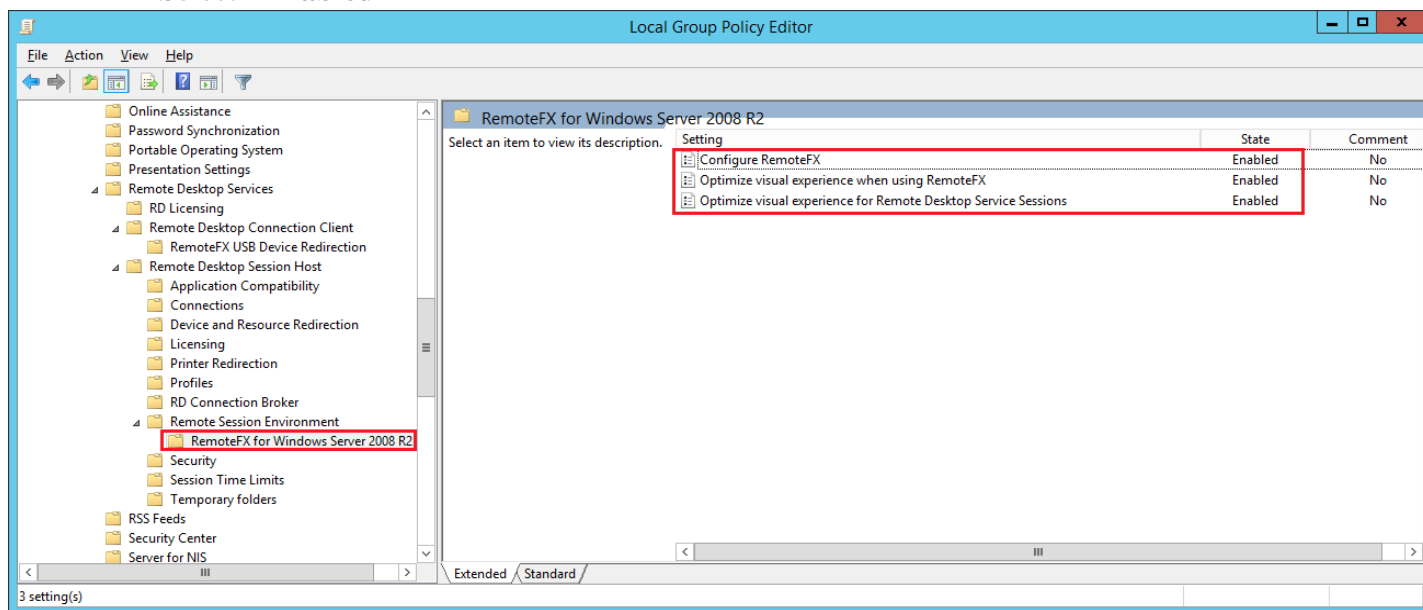 Local Group Policy Editor
File Action View Help
Online Assistance
Password Synchronization
Portable Operating System
Presentation Settings
Remote Desktop Services
RD Licensing
Remote Desktop Connection Client
RemoteFX USB Device Redirection
Remote Desktop Session Host
Application Compatibility
Connections
Device and Resource Redirection
Licensing
Printer Redirection
Profiles
RD Connection Broker
Remote Session Environment
RemoteFX for Windows Server 2008 R2
Security
Session Time Limits
Temporary folders
RSS Feeds
Security Center
Server for NIS
RemoteFX for Windows Server 2008 R2
Select an item to view its description.
Setting State Comment
Configure RemoteFX Enabled No
Optimize visual experience when using RemoteFX Enabled No
Optimize visual experience for Remote Desktop Service Sessions Enabled No
Extended Standard
3 setting(s)